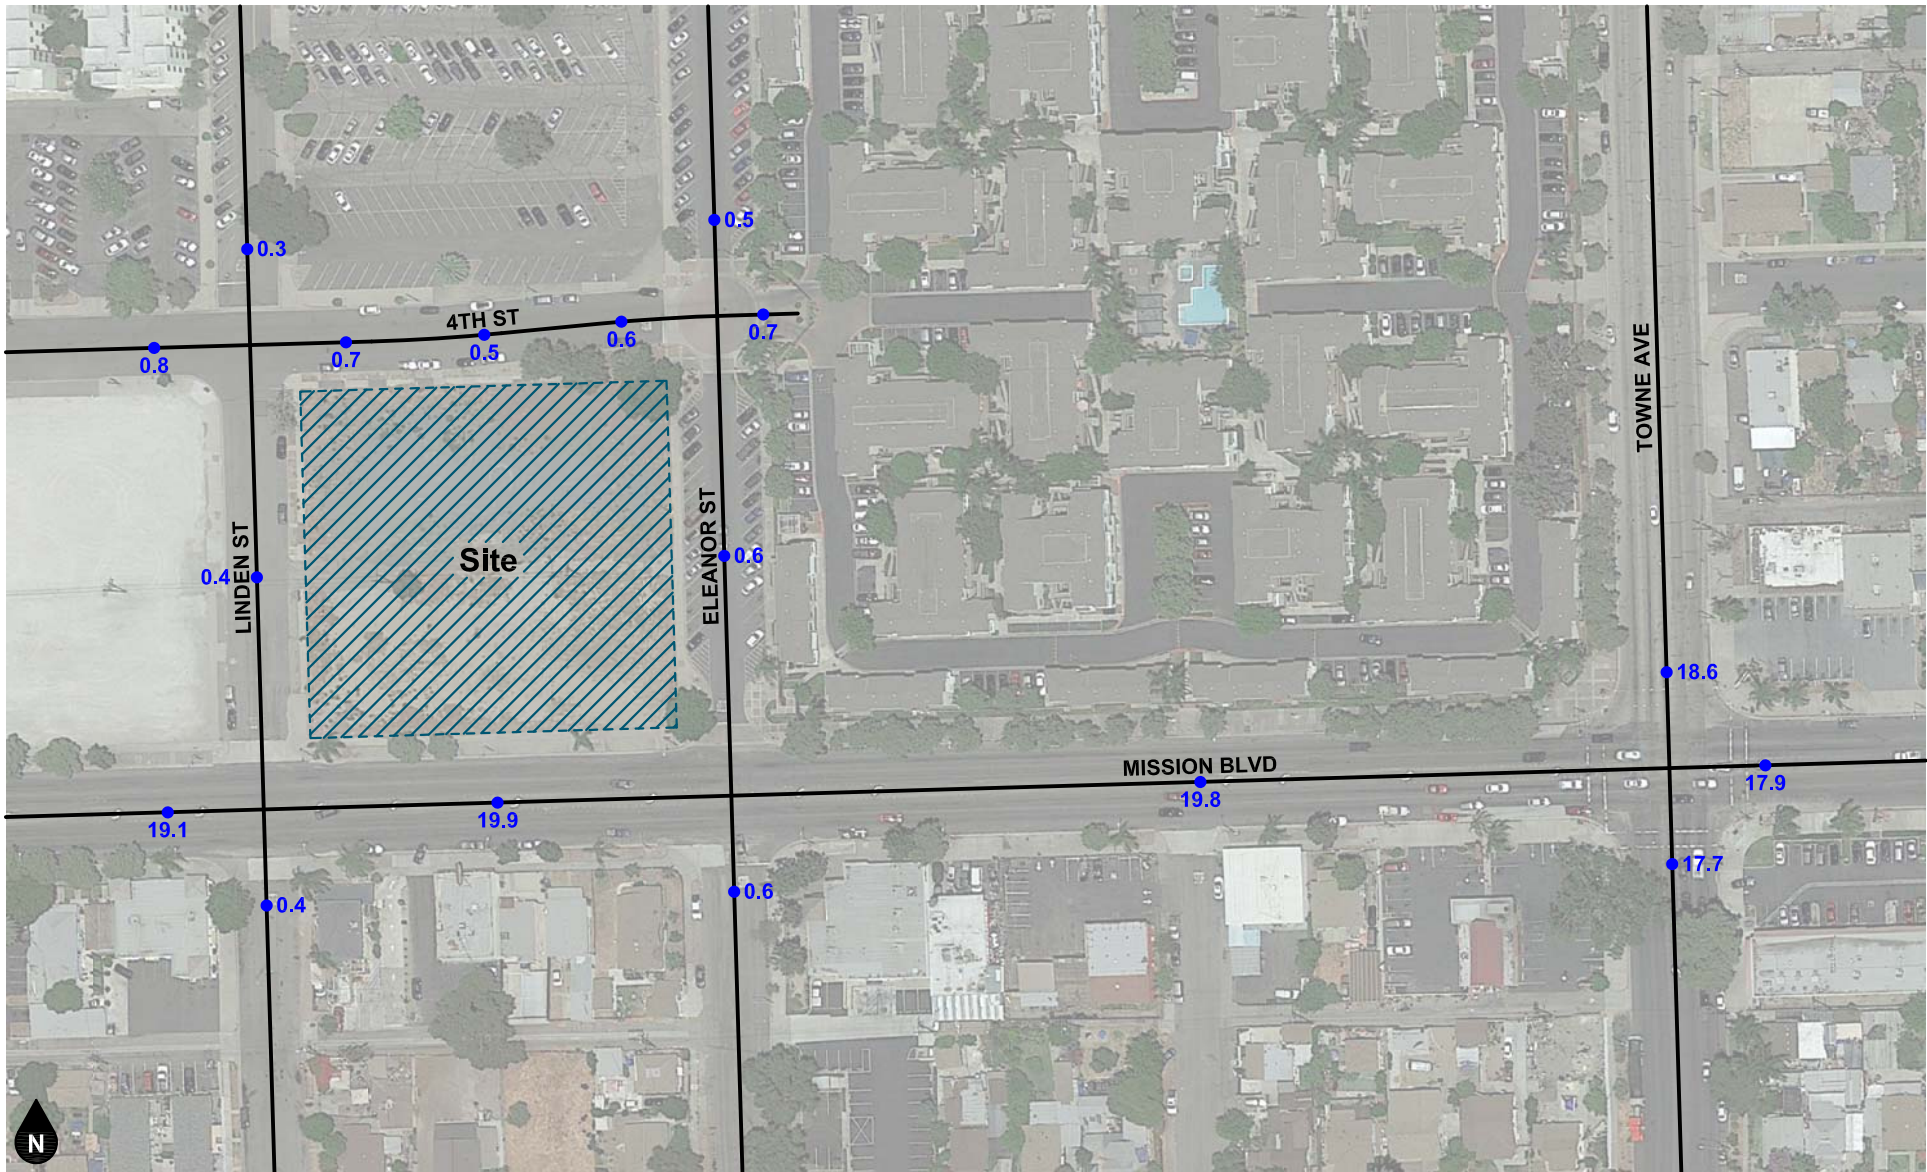 0.5
0.3
4TH ST
0.8
0.7
0.5
0.6
0.7
TOWNE AVE
LINDEN ST
0.4
Site
ELEANOR ST
0.6
18.6
MISSION BLVD
19.1
19.9
19.8
17.9
17.7
0.4
0.6
N